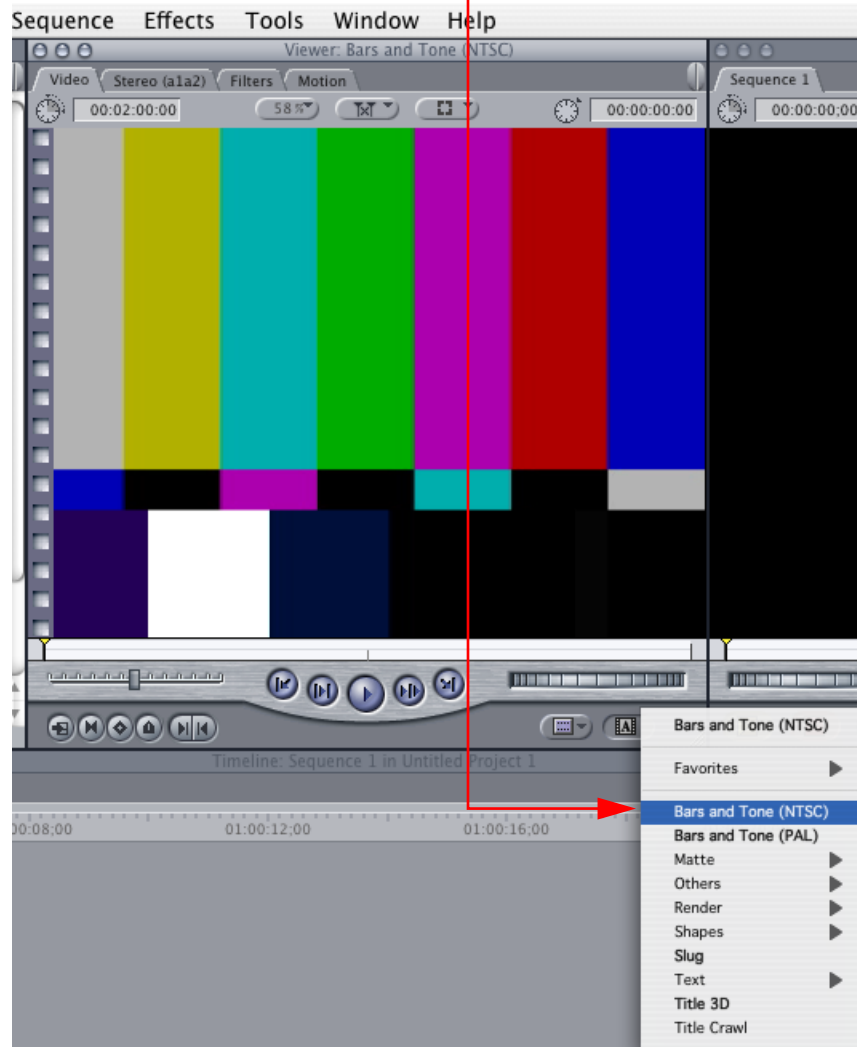 Sequence Effects Tools Window Help
Viewer: Bars and Tone (NTSC)
Video Stereo (a1a2) Filters Motion
00:02:00:00 58% 00:00:00:00
Sequence 1
00:00:00;00
Timeline: Sequence 1 in Untitled Project 1
00:08;00 01:00:12;00 01:00:16;00
A
Bars and Tone (NTSC)
Favorites
Bars and Tone (NTSC)
Bars and Tone (PAL)
Matte
Others
Render
Shapes
Slug
Text
Title 3D
Title Crawl